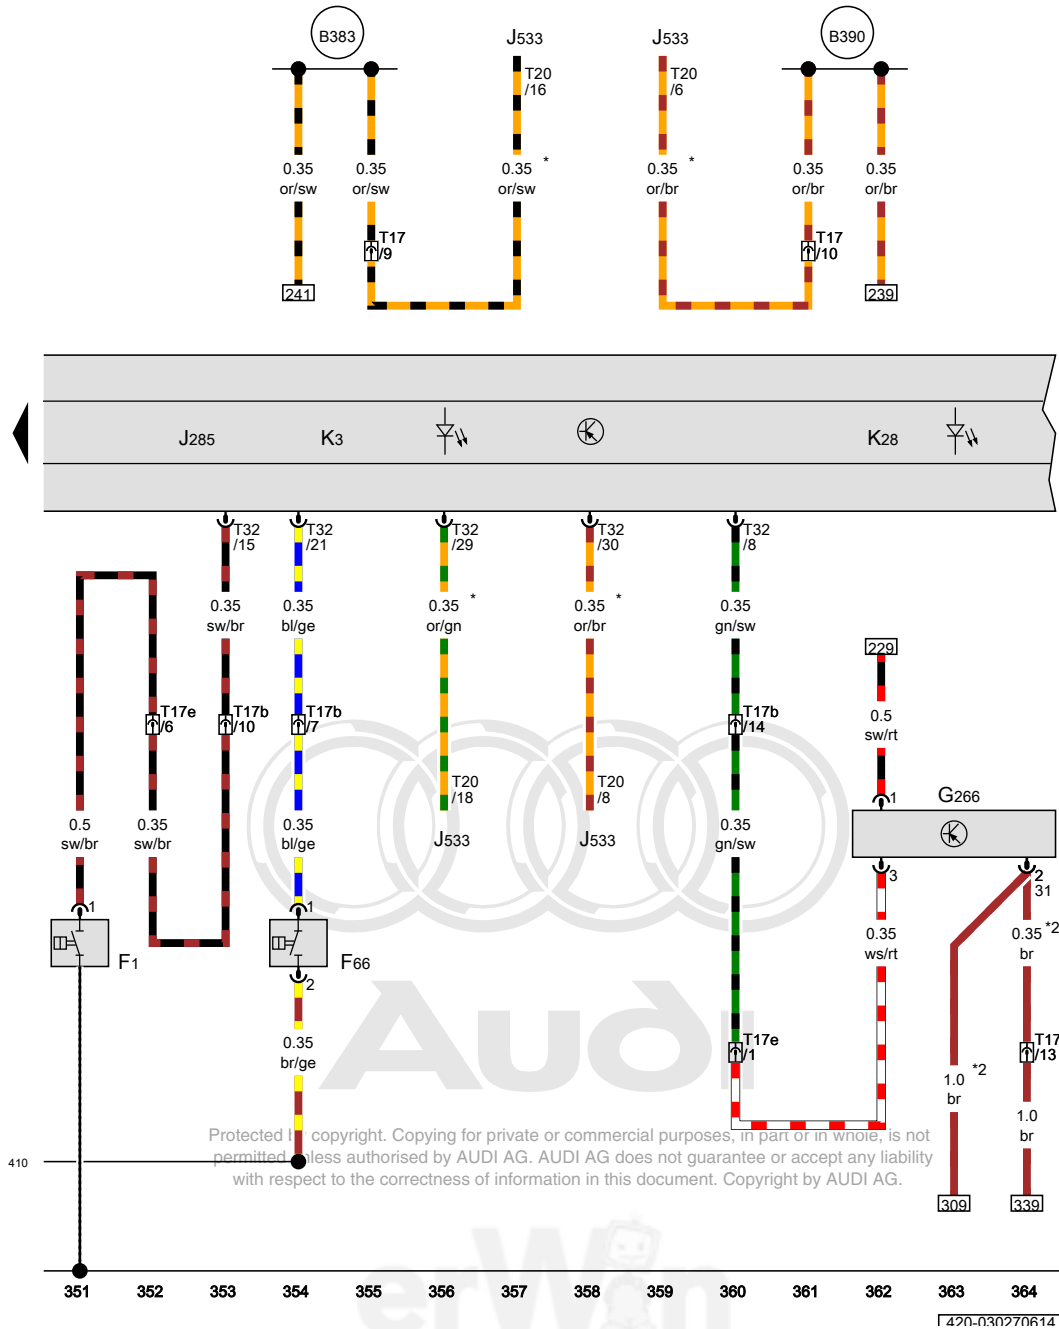 B383
J533
J533
B390
T20
/16
T20
/6
0.35
or/sw
0.35
or/sw
0.35 *
or/sw
0.35 *
or/br
0.35
or/br
0.35
or/br
T17
/9
T17
/10
241
239
J285
K3
K28
T32
/15
T32
/21
T32
/29
T32
/30
T32
/8
0.35
sw/br
0.35
bl/ge
0.35 *
or/gn
0.35 *
or/br
0.35
gn/sw
229
T17e
/6
T17b
/10
T17b
/7
T17b
/14
0.5
sw/rt
T20
/18
T20
/8
1
G266
0.5
sw/br
0.35
sw/br
0.35
bl/ge
J533
J533
0.35
gn/sw
3
2
31
1
1
0.35
ws/rt
0.35 *2
br
F1
F66
2
Audi
0.35
br/ge
T17e
/1
T17
/13
1.0 *2
br
1.0
br
Protected by copyright. Copying for private or commercial purposes, in part or in whole, is not
permitted unless authorised by AUDI AG. AUDI AG does not guarantee or accept any liability
with respect to the correctness of information in this document. Copyright by AUDI AG.
410
309
339
erWin
351 352 353 354 355 356 357 358 359 360 361 362 363 364
420-030270614